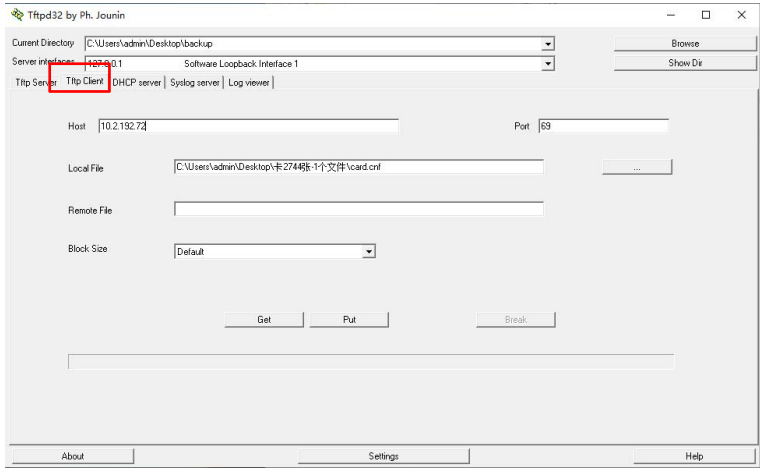 Tftpd32 by Ph. Jounin
Current Directory C:\Users\admin\Desktop\backup Browse
Server interfaces 127.0.0.1 Software Loopback Interface 1 Show Dir
Tftp Server Tftp Client DHCP server Syslog server Log viewer
Host 10.2.192.72 Port 69
Local File C:\Users\admin\Desktop\卡2744张-1个文件\card.cnf ...
Remote File
Block Size Default
Get Put Break
About Settings Help